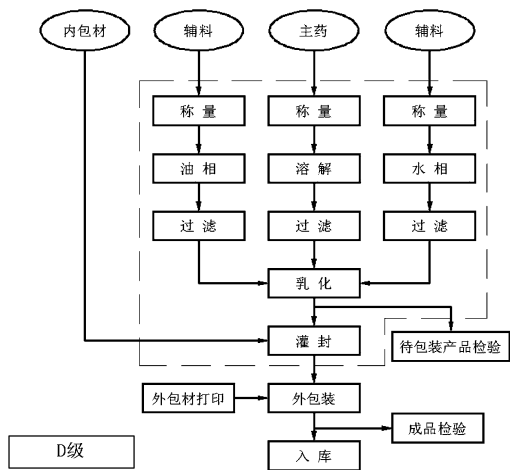 内包材
辅料
主药
辅料
称量
称量
称量
油相
溶解
水相
过滤
过滤
过滤
乳化
灌封
待包装产品检验
外包材打印
外包装
成品检验
D级
入库